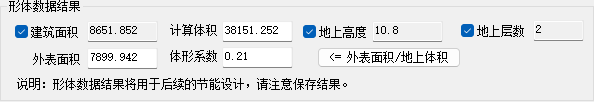 形体数据结果
建筑面积 8651.852 计算体积 38151.252 地上高度 10.8 地上层数 2
外表面积 7899.942 体形系数 0.21 <= 外表面积/地上体积
说明：形体数据结果将用于后续的节能设计，请注意保存结果。